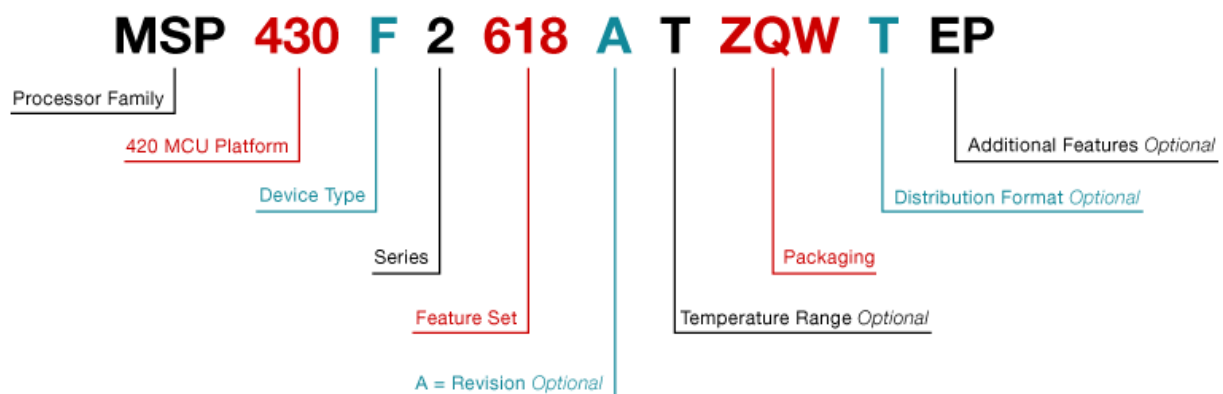 MSP 430 F 2 618 A T ZQW T EP
Processor Family
420 MCU Platform
Additional Features Optional
Device Type
Distribution Format Optional
Series
Packaging
Feature Set
Temperature Range Optional
A = Revision Optional